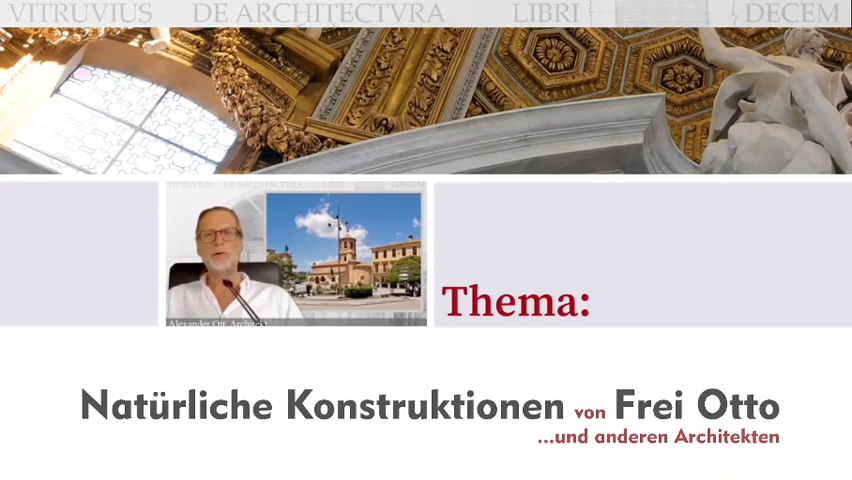 VITRUVIUS DE ARCHITECTVRA LIBRI DECEM
VITRUVIUS DE ARCHITECTURA LIBRI DECEM
Alexander Ott, Architekt
Thema:
Natürliche Konstruktionen von Frei Otto
...und anderen Architekten